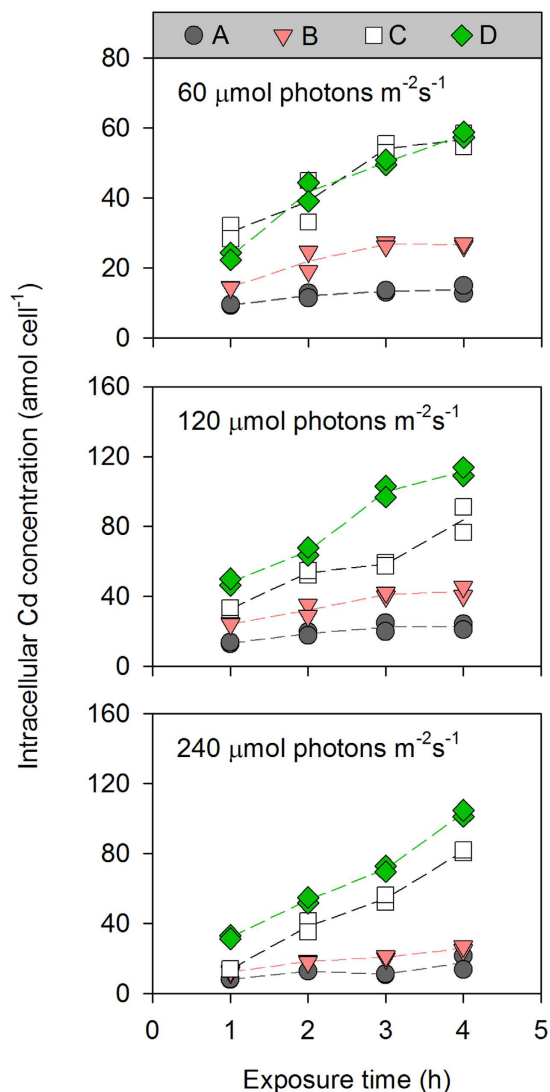 A B C D
60 μmol photons m⁻²s⁻¹
80
60
40
20
0
120 μmol photons m⁻²s⁻¹
160
120
80
40
0
240 μmol photons m⁻²s⁻¹
160
120
80
40
0
0 1 2 3 4 5
Intracellular Cd concentration (amol cell⁻¹)
Exposure time (h)